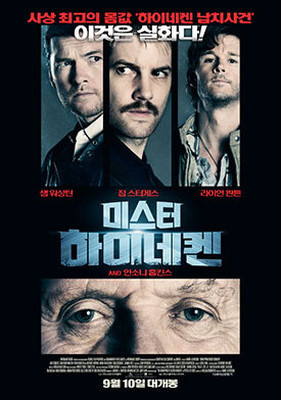 사상 최고의 몸값 '하이네켄 납치사건'
이것은 실화다!
샘 워싱턴 짐 스터게스 라이언 콴튼
미스터
하이네켄
AND 안소니 홉킨스
9월 10일 대개봉